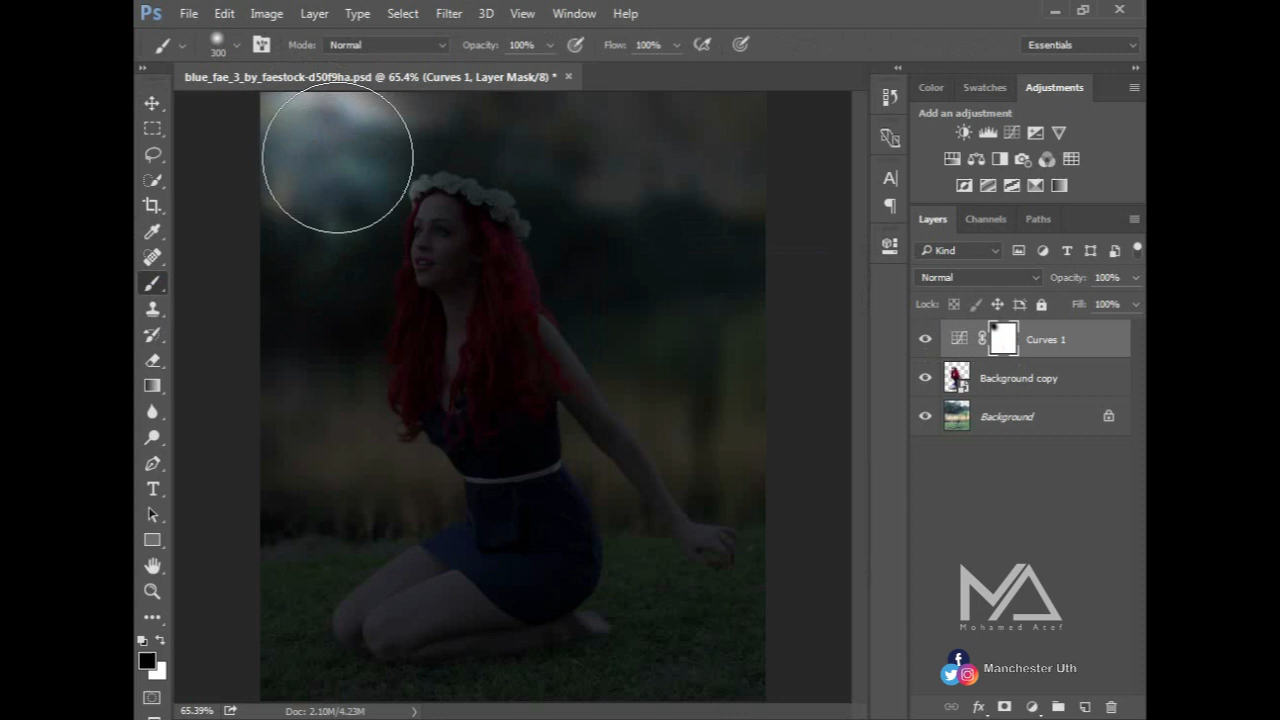 Ps File Edit Image Layer Type Select Filter 3D View Window Help
300 Mode: Normal Opacity: 100% Flow: 100% Essentials
blue_fae_3_by_faestock-d50f9ha.psd @ 65.4% (Curves 1, Layer Mask/8) *
Color Swatches Adjustments
Add an adjustment
Layers Channels Paths
Kind
Normal Opacity: 100%
Lock: Fill: 100%
Curves 1
Background copy
Background
Mohamed Atef
Manchester Uth
65.39% Doc: 2.10M/4.23M